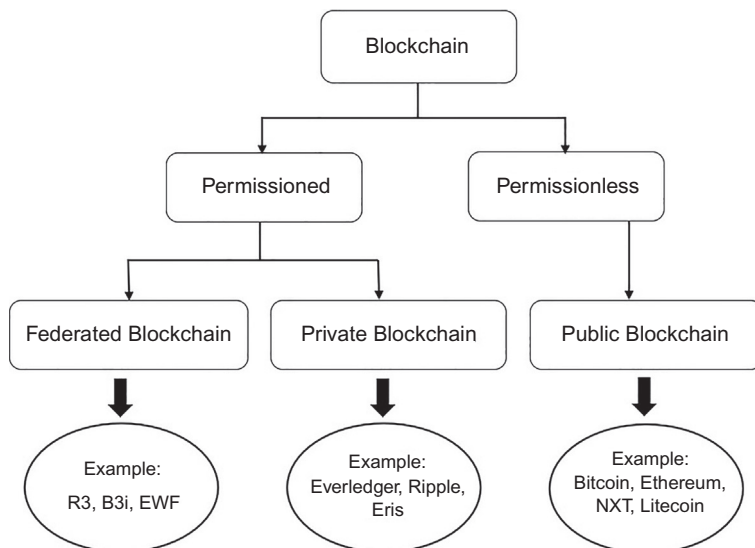 Blockchain
Permissioned
Permissionless
Federated Blockchain
Private Blockchain
Public Blockchain
Example:
R3, B3i, EWF
Example:
Everledger, Ripple,
Eris
Example:
Bitcoin, Ethereum,
NXT, Litecoin